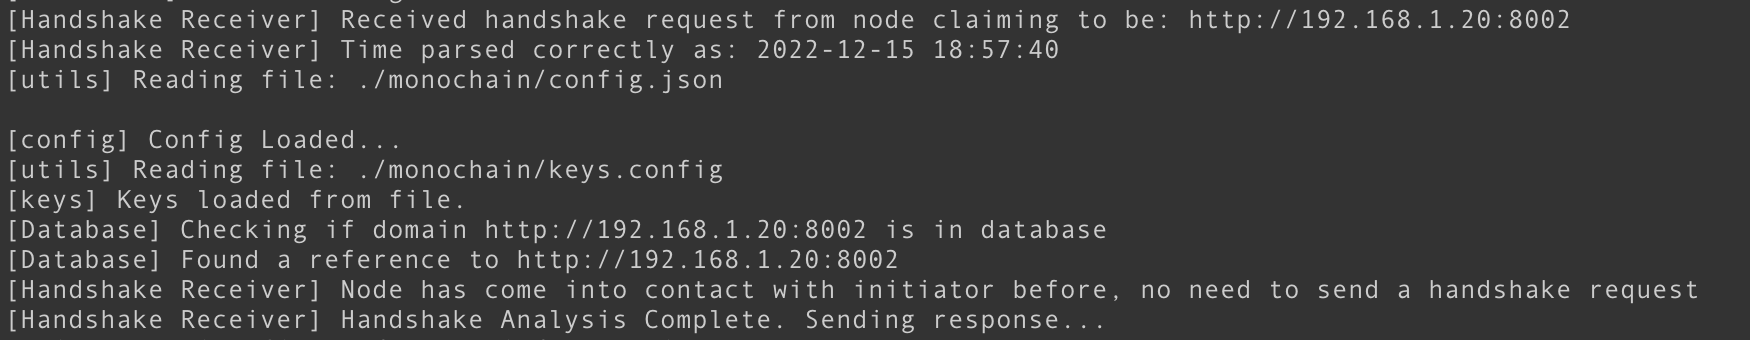 [Handshake Receiver] Received handshake request from node claiming to be: http://192.168.1.20:8002
[Handshake Receiver] Time parsed correctly as: 2022-12-15 18:57:40
[utils] Reading file: ./monochain/config.json
[config] Config Loaded...
[utils] Reading file: ./monochain/keys.config
[keys] Keys loaded from file.
[Database] Checking if domain http://192.168.1.20:8002 is in database
[Database] Found a reference to http://192.168.1.20:8002
[Handshake Receiver] Node has come into contact with initiator before, no need to send a handshake request
[Handshake Receiver] Handshake Analysis Complete. Sending response...